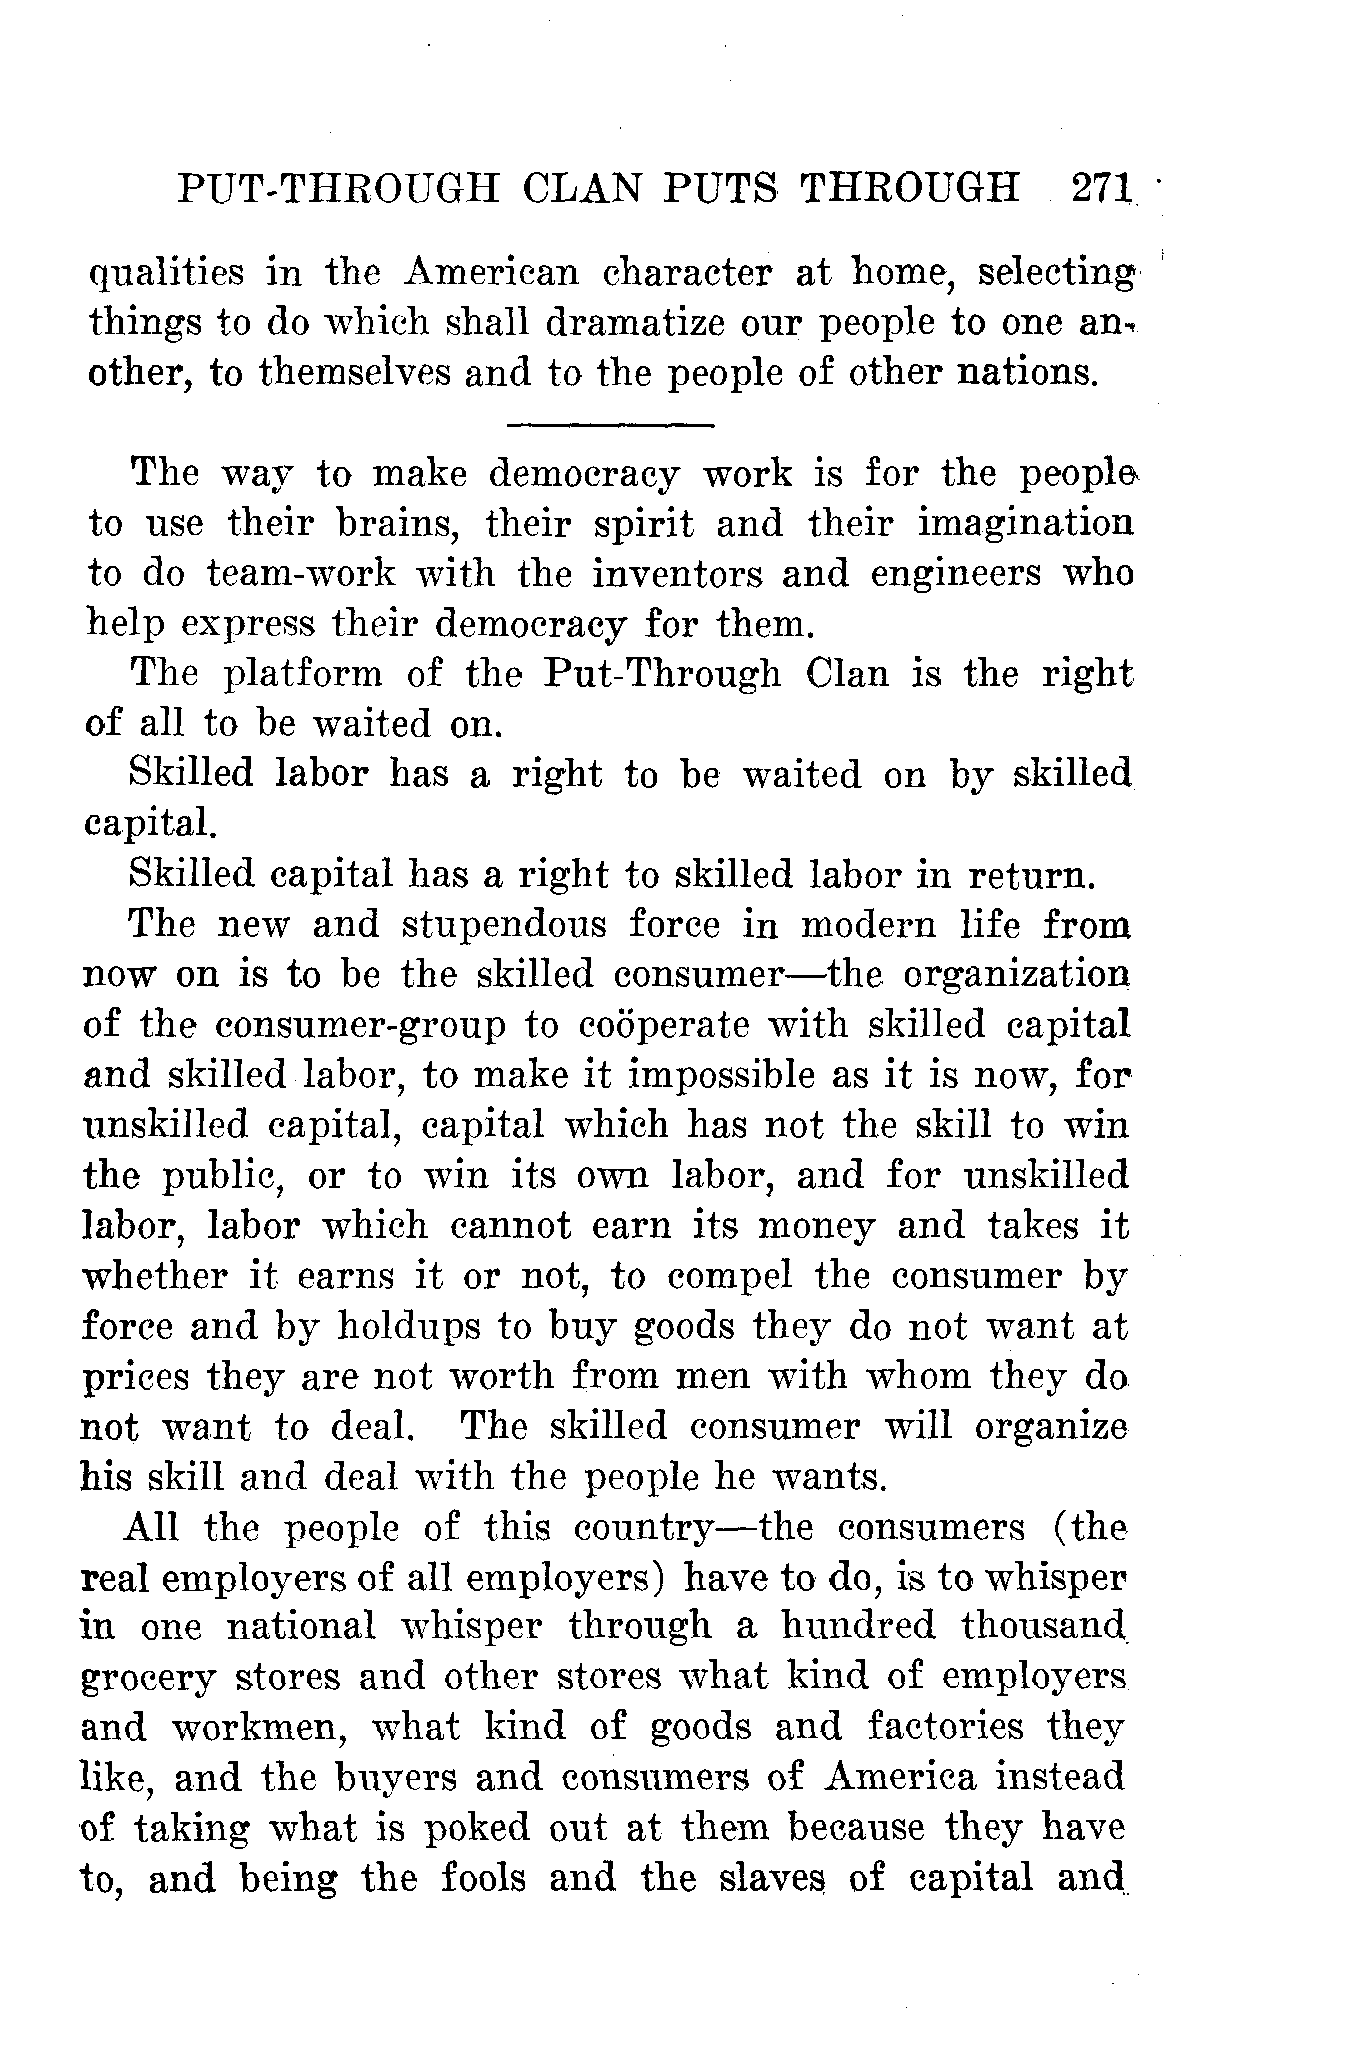 PUT-THROUGH CLAN PUTS THROUGH 271
qualities in the American character at home, selecting
things to do which shall dramatize our people to one an-
other, to themselves and to the people of other nations.
The way to make democracy work is for the people
to use their brains, their spirit and their imagination
to do team-work with the inventors and engineers who
help express their democracy for them.
The platform of the Put-Through Clan is the right
of all to be waited on.
Skilled labor has a right to be waited on by skilled
capital.
Skilled capital has a right to skilled labor in return.
The new and stupendous force in modern life from
now on is to be the skilled consumer—the organization
of the consumer-group to coöperate with skilled capital
and skilled labor, to make it impossible as it is now, for
unskilled capital, capital which has not the skill to win
the public, or to win its own labor, and for unskilled
labor, labor which cannot earn its money and takes it
whether it earns it or not, to compel the consumer by
force and by holdups to buy goods they do not want at
prices they are not worth from men with whom they do
not want to deal. The skilled consumer will organize
his skill and deal with the people he wants.
All the people of this country—the consumers (the
real employers of all employers) have to do, is to whisper
in one national whisper through a hundred thousand
grocery stores and other stores what kind of employers
and workmen, what kind of goods and factories they
like, and the buyers and consumers of America instead
of taking what is poked out at them because they have
to, and being the fools and the slaves of capital and